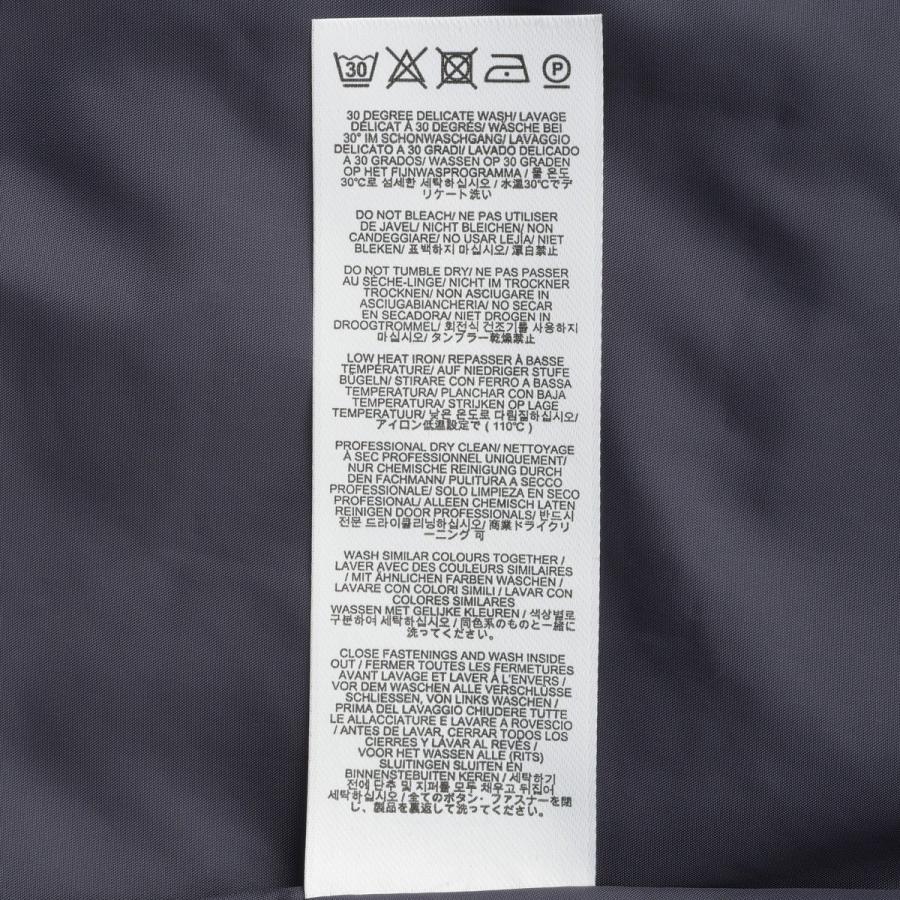 30
P
30 DEGREE DELICATE WASH/ LAVAGE
DÉLICAT À 30 DEGRÉS/ WÄSCHE BEI
30° IM SCHONWASCHGANG/ LAVAGGIO
DELICATO A 30 GRADI/ LAVADO DELICADO
A 30 GRADOS/ WASSEN OP 30 GRADEN
OP HET FIJNWASPROGRAMMA / 물 온도
30℃로 섬세한 세탁하십시오 / 水温30℃でデ
リケート洗い
DO NOT BLEACH/ NE PAS UTILISER
DE JAVEL/ NICHT BLEICHEN/ NON
CANDEGGIARE/ NO USAR LEJÍA/ NIET
BLEKEN/ 표백하지 마십시오/ 漂白禁止
DO NOT TUMBLE DRY/ NE PAS PASSER
AU SÈCHE-LINGE/ NICHT IM TROCKNER
TROCKNEN/ NON ASCIUGARE IN
ASCIUGABIANCHERIA/ NO SECAR
EN SECADORA/ NIET DROGEN IN
DROOGTROMMEL/ 회전식 건조기를 사용하지
마십시오/ タンブラー乾燥禁止
LOW HEAT IRON/ REPASSER À BASSE
TEMPÉRATURE/ AUF NIEDRIGER STUFE
BÜGELN/ STIRARE CON FERRO A BASSA
TEMPERATURA/ PLANCHAR CON BAJA
TEMPERATURA/ STRIJKEN OP LAGE
TEMPERATUUR/ 낮은 온도로 다림질하십시오/
アイロン低温設定で ( 110℃ )
PROFESSIONAL DRY CLEAN/ NETTOYAGE
À SEC PROFESSIONNEL UNIQUEMENT/
NUR CHEMISCHE REINIGUNG DURCH
DEN FACHMANN/ PULITURA A SECCO
PROFESSIONALE/ SOLO LIMPIEZA EN SECO
PROFESIONAL/ ALLEEN CHEMISCH LATEN
REINIGEN DOOR PROFESSIONALS/ 반드시
전문 드라이클리닝하십시오/ 商業ドライクリ
ーニング 可
WASH SIMILAR COLOURS TOGETHER /
LAVER AVEC DES COULEURS SIMILAIRES
/ MIT ÄHNLICHEN FARBEN WASCHEN /
LAVARE CON COLORI SIMILI / LAVAR CON
COLORES SIMILARES
WASSEN MET GELIJKE KLEUREN / 색상별로
구분하여 세탁하십시오 / 同色系のものと一緒に
洗ってください。
CLOSE FASTENINGS AND WASH INSIDE
OUT / FERMER TOUTES LES FERMETURES
AVANT LAVAGE ET LAVER À L'ENVERS /
VOR DEM WASCHEN ALLE VERSCHLÜSSE
SCHLIESSEN, VON LINKS WASCHEN /
PRIMA DEL LAVAGGIO CHIUDERE TUTTE
LE ALLACCIATURE E LAVARE A ROVESCIO
/ ANTES DE LAVAR, CERRAR TODOS LOS
CIERRES Y LAVAR AL REVÉS /
VOOR HET WASSEN ALLE (RITS)
SLUITINGEN SLUITEN EN
BINNENSTEBUITEN KEREN / 세탁하기
전에 단추 및 지퍼를 모두 채우고 뒤집어
세탁하십시오 / 全てのボタン・ファスナーを閉
じ、製品を裏返して洗ってください。